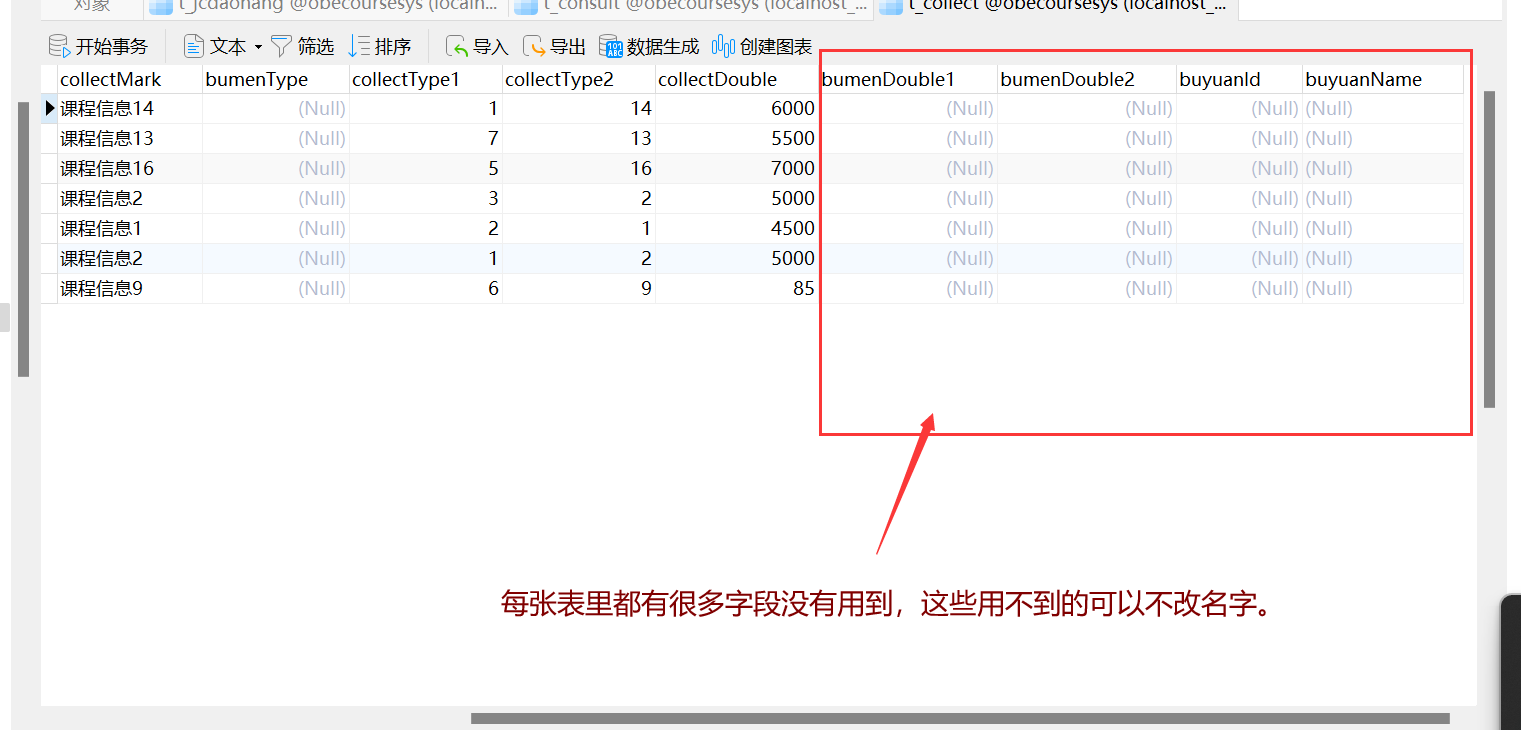 对象 t_jcdaohang @obecoursesys (localh... t_consult @obecoursesys (localhost_... t_collect @obecoursesys (localhost_...
开始事务 文本 筛选 排序 导入 导出 数据生成 创建图表
collectMark bumenType collectType1 collectType2 collectDouble bumenDouble1 bumenDouble2 buyuanId buyuanName
课程信息14 (Null) 1 14 6000 (Null) (Null) (Null) (Null)
课程信息13 (Null) 7 13 5500 (Null) (Null) (Null) (Null)
课程信息16 (Null) 5 16 7000 (Null) (Null) (Null) (Null)
课程信息2 (Null) 3 2 5000 (Null) (Null) (Null) (Null)
课程信息1 (Null) 2 1 4500 (Null) (Null) (Null) (Null)
课程信息2 (Null) 1 2 5000 (Null) (Null) (Null) (Null)
课程信息9 (Null) 6 9 85 (Null) (Null) (Null) (Null)
每张表里都有很多字段没有用到，这些用不到的可以不改名字。